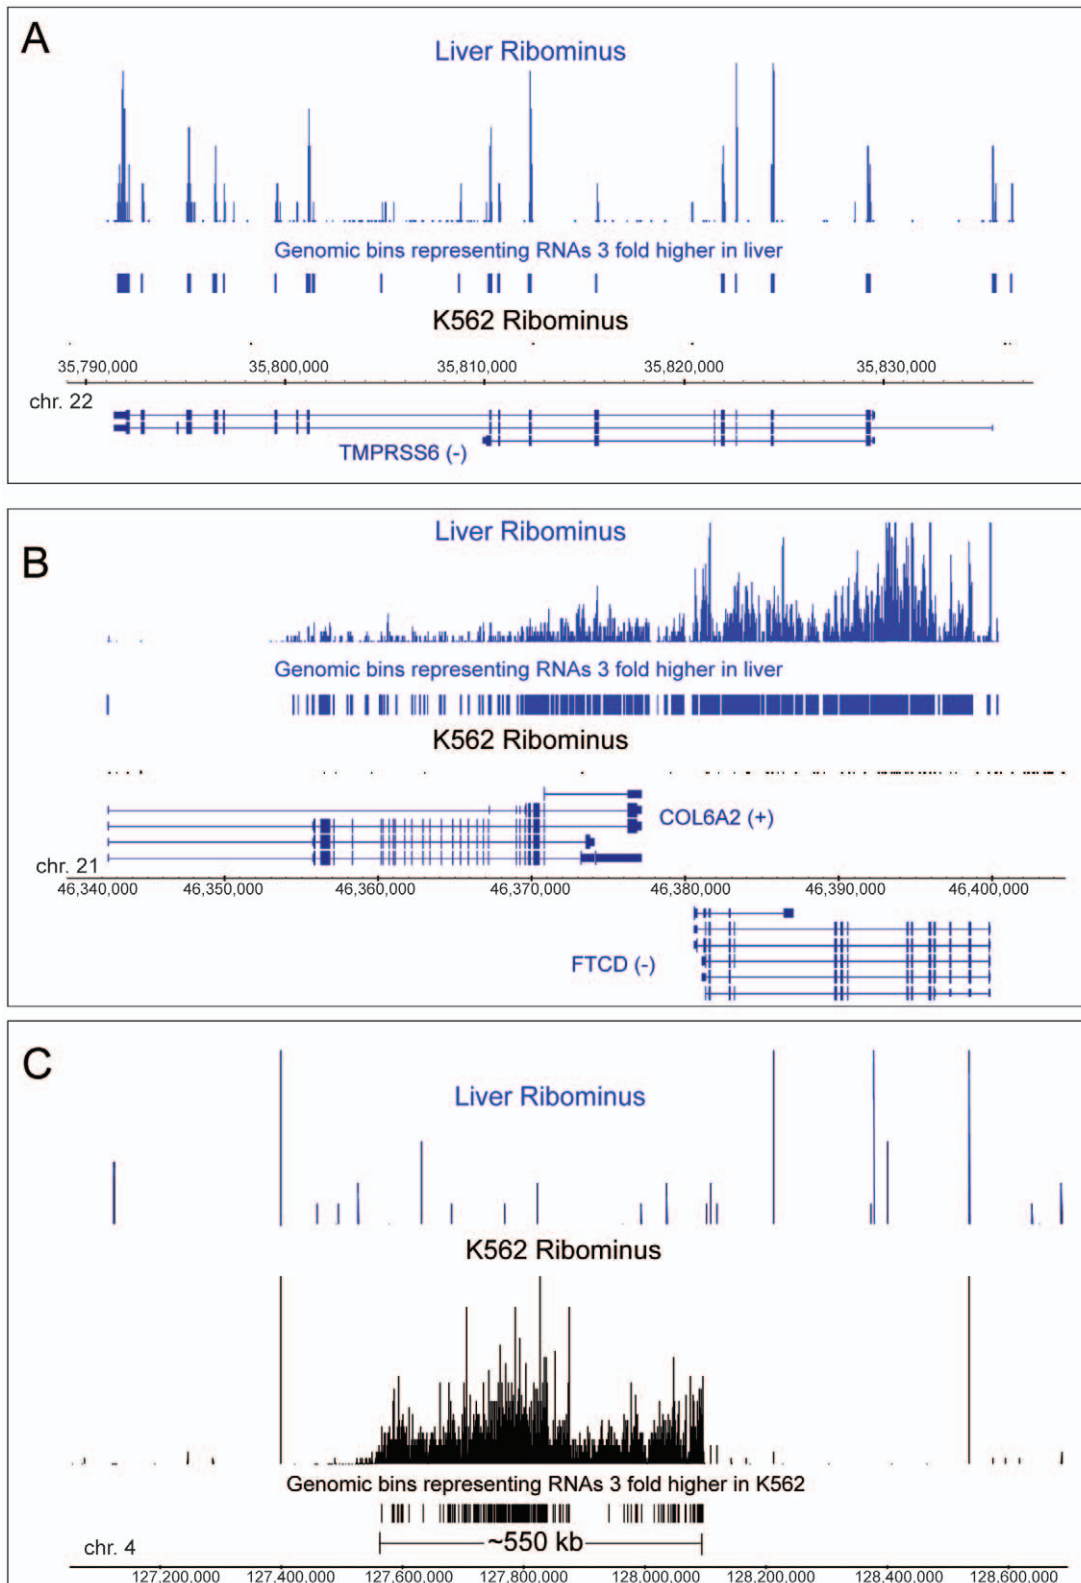 A
Liver Ribominus
Genomic bins representing RNAs 3 fold higher in liver
K562 Ribominus
35,790,000 35,800,000 35,810,000 35,820,000 35,830,000
chr. 22
TMPRSS6 (-)
B
Liver Ribominus
Genomic bins representing RNAs 3 fold higher in liver
K562 Ribominus
COL6A2 (+)
chr. 21
46,340,000 46,350,000 46,360,000 46,370,000 46,380,000 46,390,000 46,400,000
FTCD (-)
C
Liver Ribominus
K562 Ribominus
Genomic bins representing RNAs 3 fold higher in K562
~550 kb
chr. 4
127,200,000 127,400,000 127,600,000 127,800,000 128,000,000 128,200,000 128,400,000 128,600,000